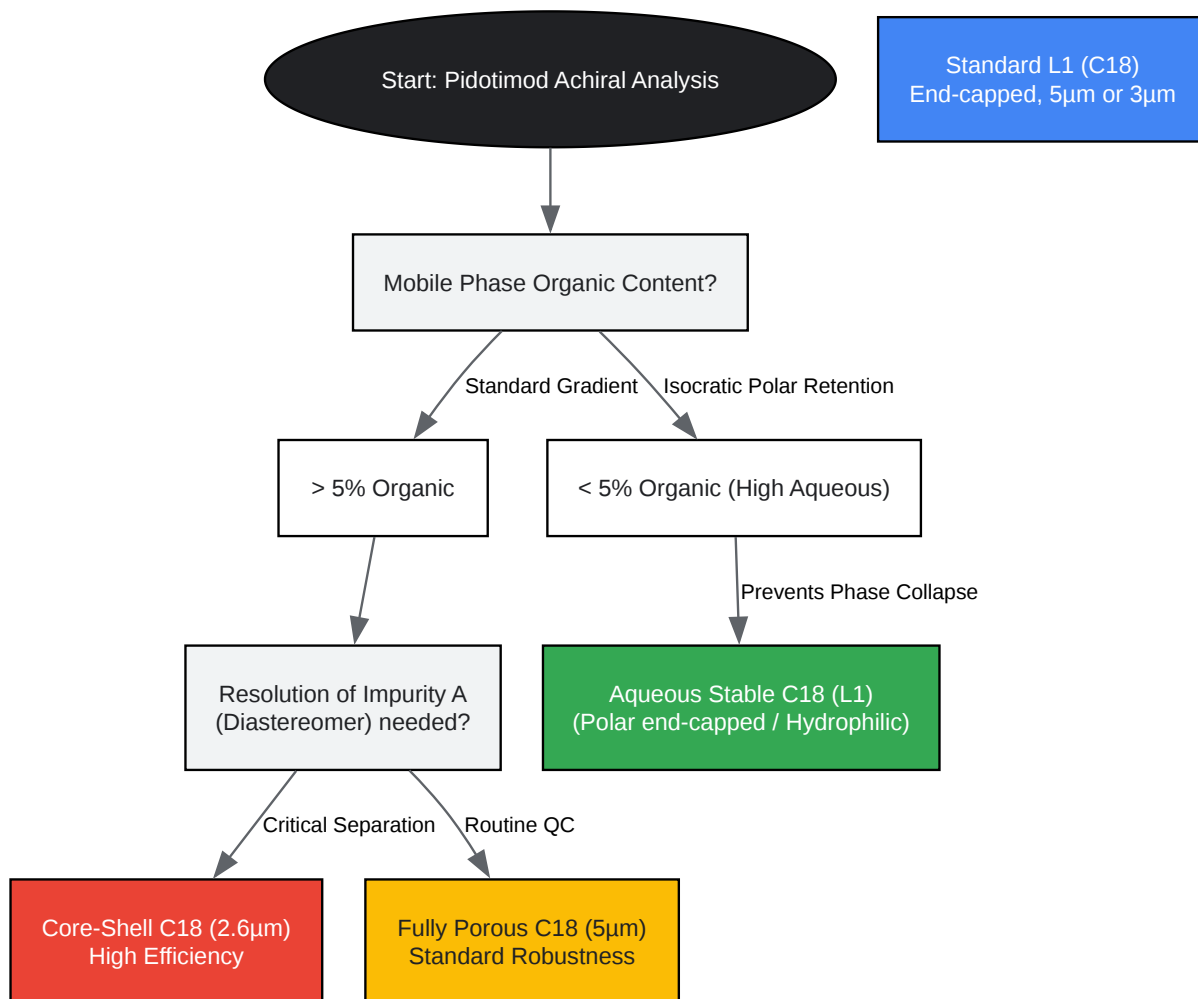 Start: Pidotimod Achiral Analysis
Standard L1 (C18)
End-capped, 5µm or 3µm
Mobile Phase Organic Content?
Standard Gradient
Isocratic Polar Retention
> 5% Organic
< 5% Organic (High Aqueous)
Prevents Phase Collapse
Resolution of Impurity A
(Diastereomer) needed?
Aqueous Stable C18 (L1)
(Polar end-capped / Hydrophilic)
Critical Separation
Routine QC
Core-Shell C18 (2.6µm)
High Efficiency
Fully Porous C18 (5µm)
Standard Robustness